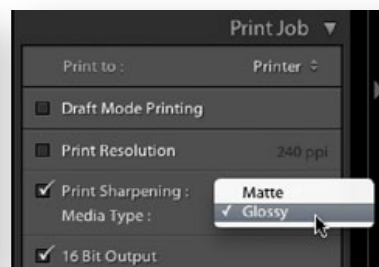 Print Job
Print to : Printer
Draft Mode Printing
Print Resolution 240 ppi
Print Sharpening : Matte
Media Type : Glossy
16 Bit Output